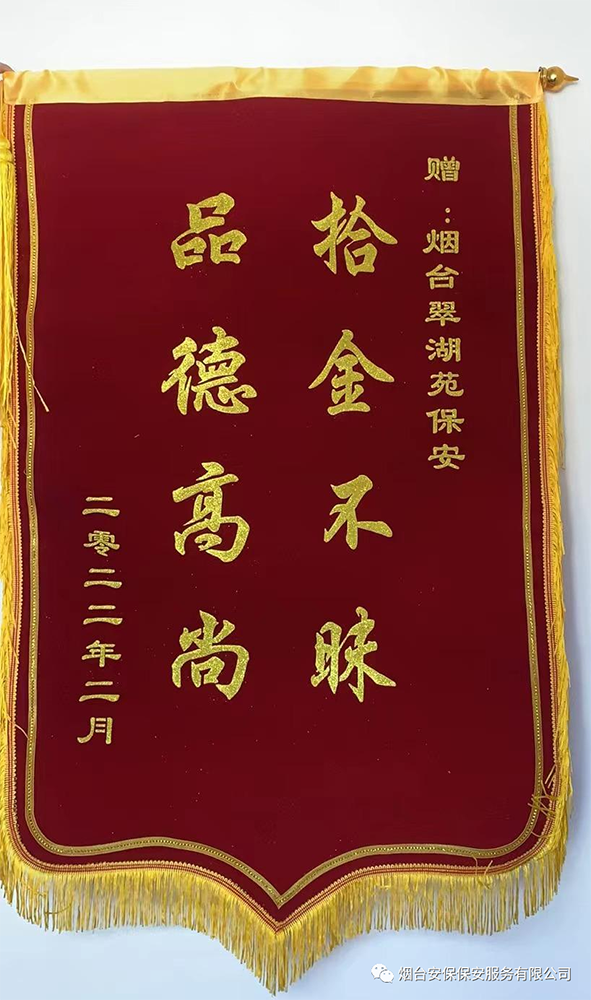 赠：烟台翠湖苑保安
拾金不昧
品德高尚
二零二二年二月
烟台安保保安服务有限公司